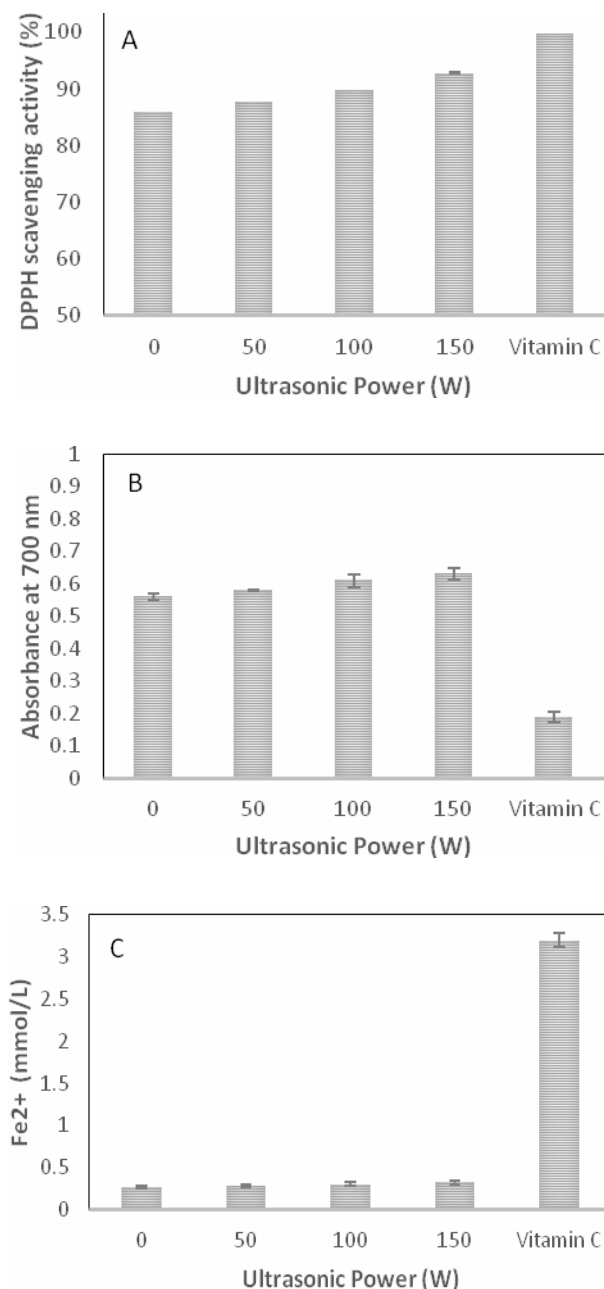 A
DPPH scavenging activity (%)
100
90
80
70
60
50
0 50 100 150 Vitamin C
Ultrasonic Power (W)
B
Absorbance at 700 nm
1
0.9
0.8
0.7
0.6
0.5
0.4
0.3
0.2
0.1
0
0 50 100 150 Vitamin C
Ultrasonic Power (W)
C
Fe2+ (mmol/L)
3.5
3
2.5
2
1.5
1
0.5
0
0 50 100 150 Vitamin C
Ultrasonic Power (W)